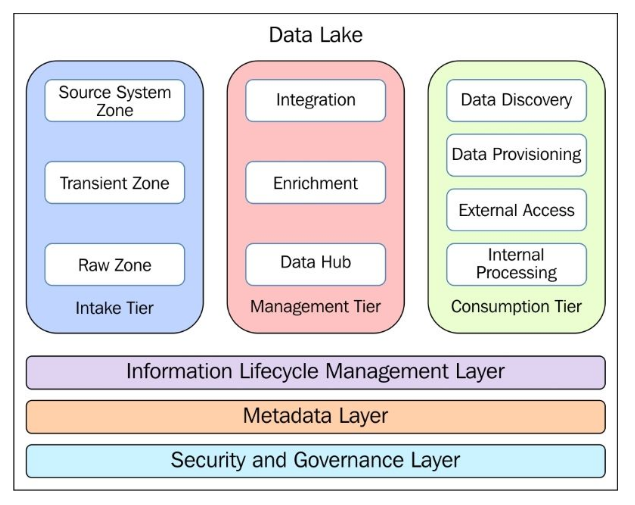 Data Lake
Source System
Zone
Transient Zone
Raw Zone
Intake Tier
Integration
Enrichment
Data Hub
Management Tier
Data Discovery
Data Provisioning
External Access
Internal
Processing
Consumption Tier
Information Lifecycle Management Layer
Metadata Layer
Security and Governance Layer